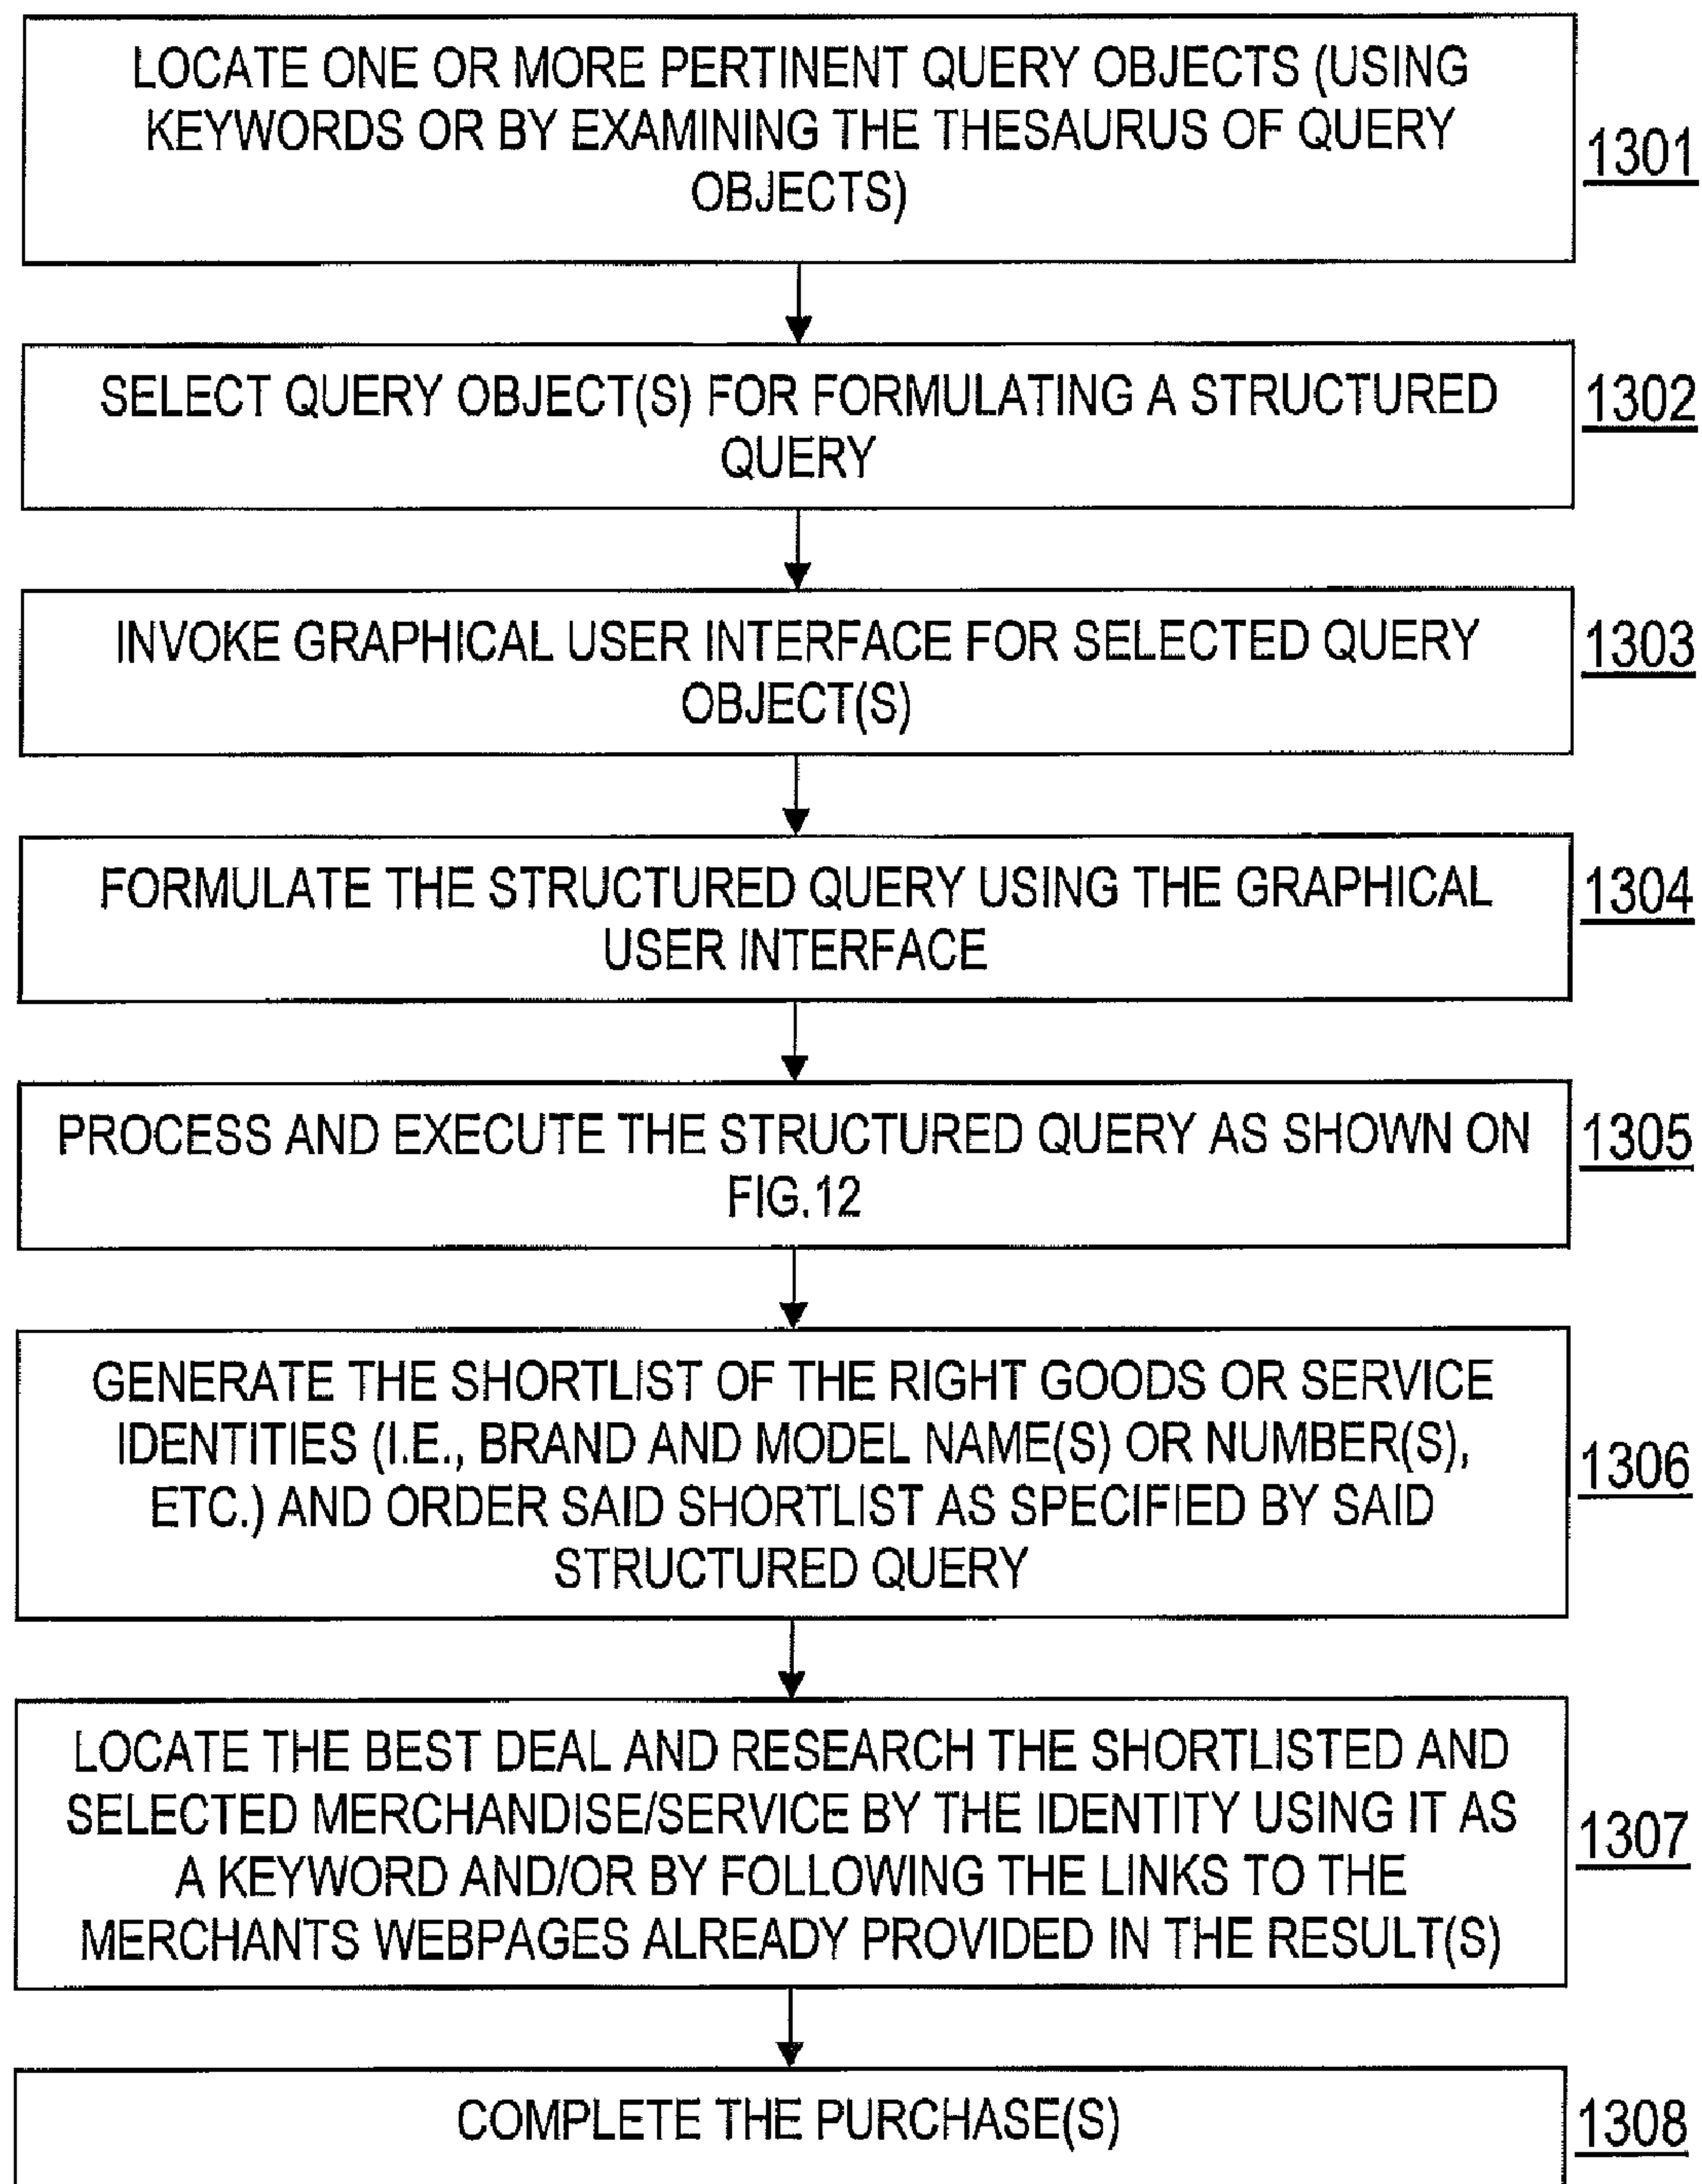 LOCATE ONE OR MORE PERTINENT QUERY OBJECTS (USING
KEYWORDS OR BY EXAMINING THE THESAURUS OF QUERY
OBJECTS)
1301
SELECT QUERY OBJECT(S) FOR FORMULATING A STRUCTURED
QUERY
1302
INVOKE GRAPHICAL USER INTERFACE FOR SELECTED QUERY
OBJECT(S)
1303
FORMULATE THE STRUCTURED QUERY USING THE GRAPHICAL
USER INTERFACE
1304
PROCESS AND EXECUTE THE STRUCTURED QUERY AS SHOWN ON
FIG.12
1305
GENERATE THE SHORTLIST OF THE RIGHT GOODS OR SERVICE
IDENTITIES (I.E., BRAND AND MODEL NAME(S) OR NUMBER(S),
ETC.) AND ORDER SAID SHORTLIST AS SPECIFIED BY SAID
STRUCTURED QUERY
1306
LOCATE THE BEST DEAL AND RESEARCH THE SHORTLISTED AND
SELECTED MERCHANDISE/SERVICE BY THE IDENTITY USING IT AS
A KEYWORD AND/OR BY FOLLOWING THE LINKS TO THE
MERCHANTS WEBPAGES ALREADY PROVIDED IN THE RESULT(S)
1307
COMPLETE THE PURCHASE(S)
1308